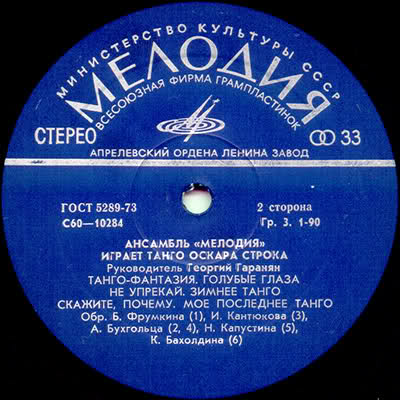 МИНИСТЕРСТВО КУЛЬТУРЫ СССР
МЕЛОДИЯ
ВСЕСОЮЗНАЯ ФИРМА ГРАМПЛАСТИНОК
СТЕРЕО 33
АПРЕЛЕВСКИЙ ОРДЕНА ЛЕНИНА ЗАВОД
ГОСТ 5289-73 2 сторона
С60—10284 Гр. 3. 1-90
АНСАМБЛЬ «МЕЛОДИЯ»
ИГРАЕТ ТАНГО ОСКАРА СТРОКА
Руководитель Георгий Гаранян
ТАНГО-ФАНТАЗИЯ. ГОЛУБЫЕ ГЛАЗА
НЕ УПРЕКАЙ. ЗИМНЕЕ ТАНГО
СКАЖИТЕ, ПОЧЕМУ. МОЕ ПОСЛЕДНЕЕ ТАНГО
Обр. Б. Фрумкина (1), И. Кантюкова (3),
А. Бухгольца (2, 4), Н. Капустина (5),
К. Бахолдина (6)